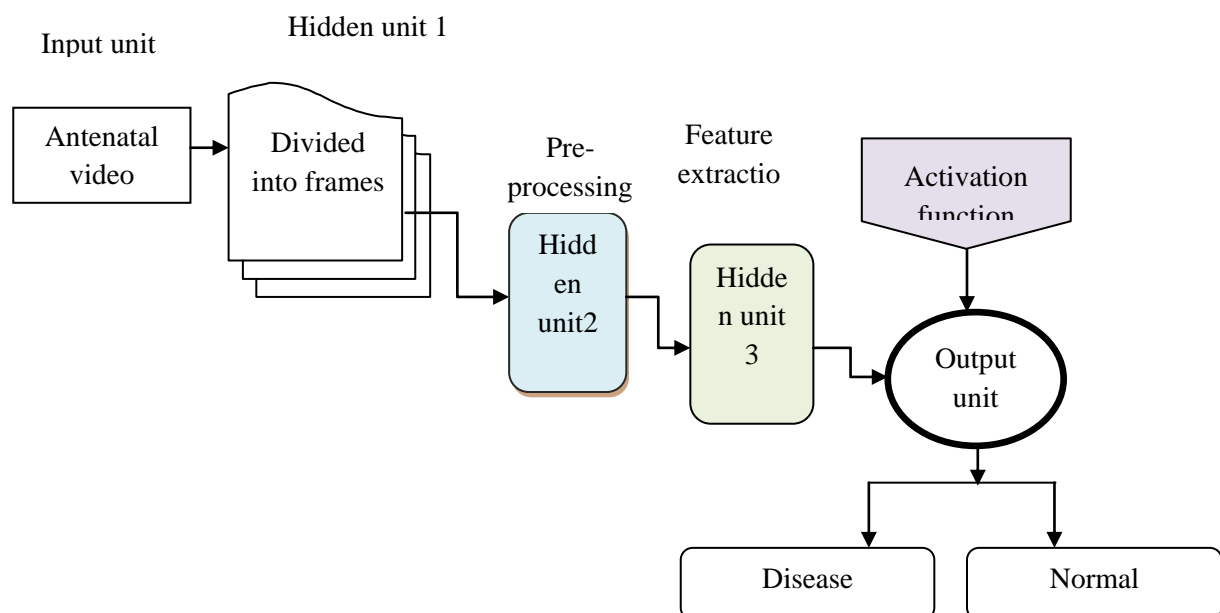 Input unit
Hidden unit 1
Antenatal
video
Divided
into frames
Pre-
processing
Hidd
en
unit2
Feature
extractio
Hidde
n unit
3
Activation
function
Output
unit
Disease
Normal